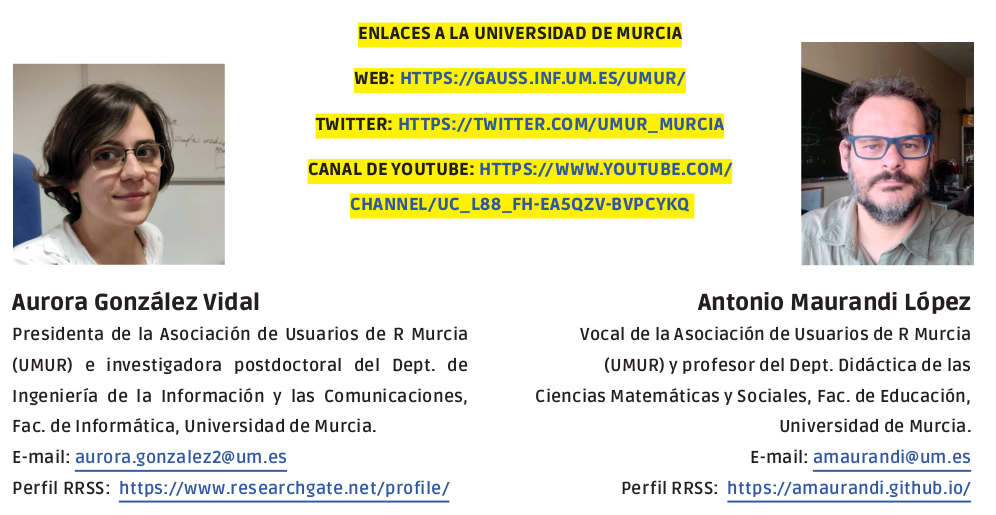 ENLACES A LA UNIVERSIDAD DE MURCIA
WEB: HTTPS://GAUSS.INF.UM.ES/UMUR/
TWITTER: HTTPS://TWITTER.COM/UMUR_MURCIA
CANAL DE YOUTUBE: HTTPS://WWW.YOUTUBE.COM/
CHANNEL/UC_L88_FH-EA5QZV-BVPCYKQ
Aurora González Vidal
Presidenta de la Asociación de Usuarios de R Murcia
(UMUR) e investigadora postdoctoral del Dept. de
Ingeniería de la Información y las Comunicaciones,
Fac. de Informática, Universidad de Murcia.
E-mail: aurora.gonzalez2@um.es
Perfil RRSS: https://www.researchgate.net/profile/
Antonio Maurandi López
Vocal de la Asociación de Usuarios de R Murcia
(UMUR) y profesor del Dept. Didáctica de las
Ciencias Matemáticas y Sociales, Fac. de Educación,
Universidad de Murcia.
E-mail: amaurandi@um.es
Perfil RRSS: https://amaurandi.github.io/